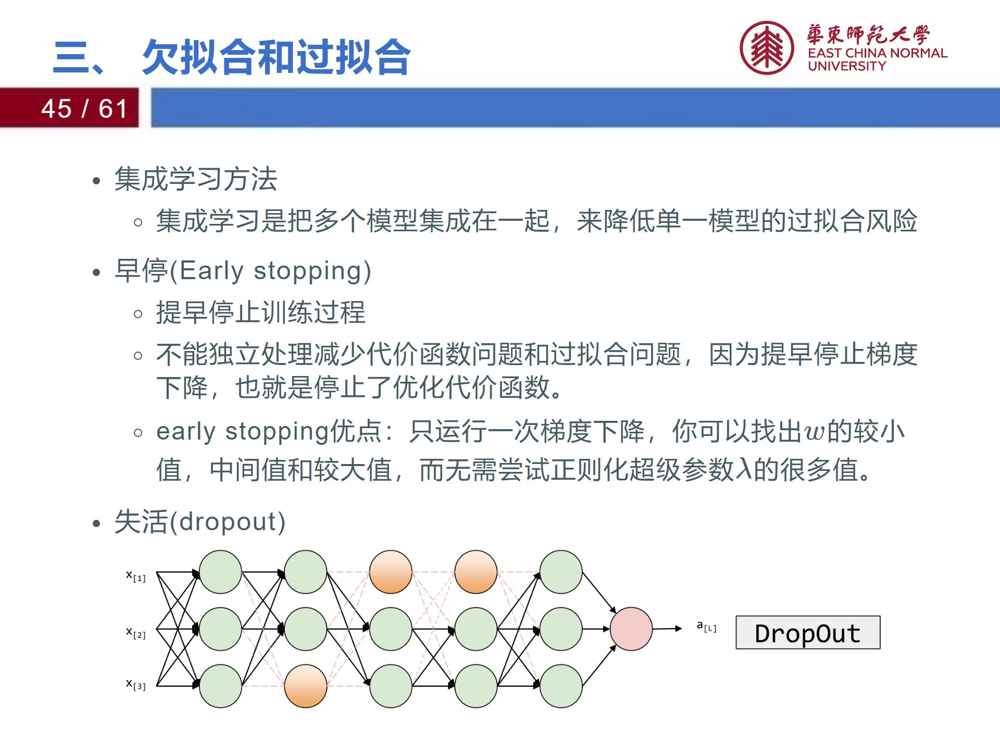 三、 欠拟合和过拟合
華東師範大學
EAST CHINA NORMAL
UNIVERSITY
45 / 61
• 集成学习方法
○ 集成学习是把多个模型集成在一起，来降低单一模型的过拟合风险
• 早停(Early stopping)
○ 提早停止训练过程
○ 不能独立处理减少代价函数问题和过拟合问题，因为提早停止梯度
下降，也就是停止了优化代价函数。
○ early stopping优点：只运行一次梯度下降，你可以找出w的较小
值，中间值和较大值，而无需尝试正则化超级参数λ的很多值。
• 失活(dropout)
x[1]
x[2]
x[3]
a[L]
DropOut